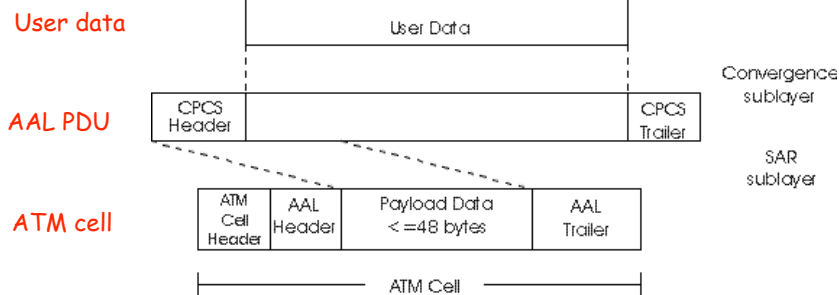 User data
User Data
Convergence
sublayer
AAL PDU
CPCS
Header
CPCS
Trailer
SAR
sublayer
ATM cell
ATM
Cell
Header
AAL
Header
Payload Data
<=48 bytes
AAL
Trailer
ATM Cell